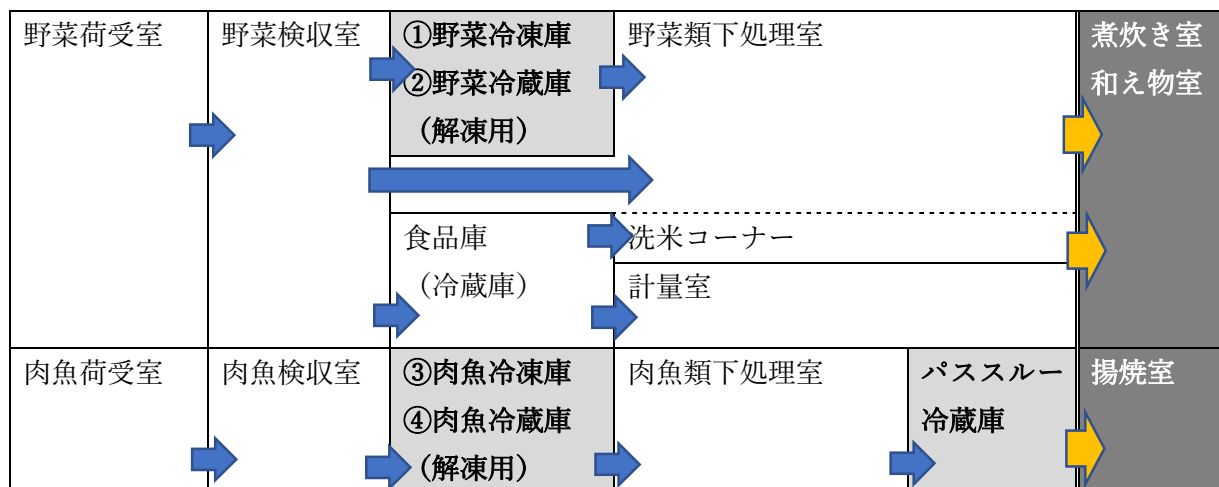 野菜荷受室
野菜検収室
①野菜冷凍庫
②野菜冷蔵庫
（解凍用）
野菜類下処理室
煮炊き室
和え物室
食品庫
（冷蔵庫）
洗米コーナー
計量室
肉魚荷受室
肉魚検収室
③肉魚冷凍庫
④肉魚冷蔵庫
（解凍用）
肉魚類下処理室
パススルー
冷蔵庫
揚焼室